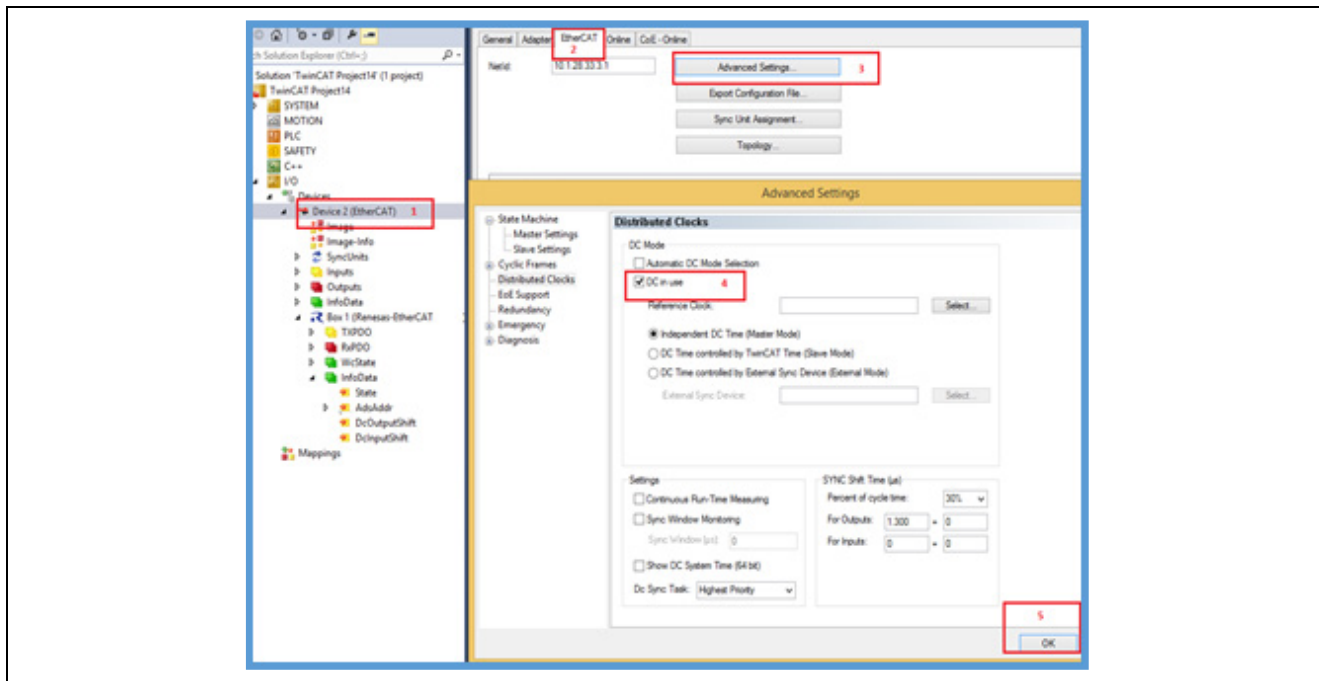 ch Solution Explorer (Ctrl+;)
Solution 'TwinCAT Project14' (1 project)
TwinCAT Project14
SYSTEM
MOTION
PLC
SAFETY
C++
I/O
Devices
Device 2 (EtherCAT) 1
Image
Image-Info
SyncUnits
Inputs
Outputs
InfoData
Box 1 (Renesas-EtherCAT
TXPDO
RxPDO
WcState
InfoData
State
AdsAddr
DcOutputShift
DcInputShift
Mappings
General Adapter EtherCAT Online CoE - Online
2
NetId: 10.1.28.33.3.1 Advanced Settings... 3
Export Configuration File...
Sync Unit Assignment...
Topology...
Advanced Settings
State Machine
Master Settings
Slave Settings
Cyclic Frames
Distributed Clocks
EoE Support
Redundancy
Emergency
Diagnosis
Distributed Clocks
DC Mode
Automatic DC Mode Selection
DC in use 4
Reference Clock: Select...
Independent DC Time (Master Mode)
DC Time controlled by TwinCAT Time (Slave Mode)
DC Time controlled by External Sync Device (External Mode)
External Sync Device: Select...
Settings
Continuous Run-Time Measuring
Sync Window Monitoring
Sync Window (µs): 0
Show DC System Time (64 bit)
Dc Sync Task: Highest Priority
SYNC Shift Time (µs)
Percent of cycle time: 30%
For Outputs: 1.300 + 0
For Inputs: 0 + 0
5
OK